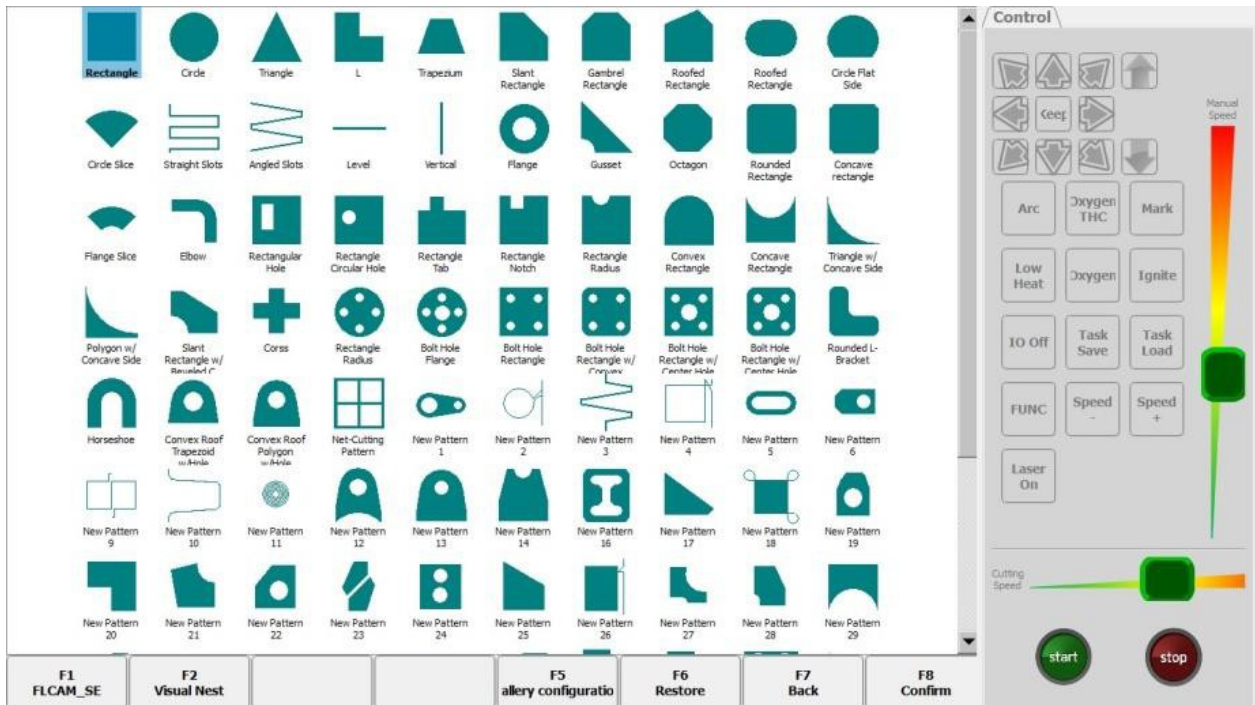 Control
Rectangle
Circle
Triangle
L
Trapezium
Slant
Rectangle
Gambrel
Rectangle
Roofed
Rectangle
Roofed
Rectangle
Circle Flat
Side
Circle Slice
Straight Slots
Angled Slots
Level
Vertical
Flange
Gusset
Octagon
Rounded
Rectangle
Concave
rectangle
Flange Slice
Elbow
Rectangular
Hole
Rectangle
Circular Hole
Rectangle
Tab
Rectangle
Notch
Rectangle
Radius
Convex
Rectangle
Concave
Rectangle
Triangle w/
Concave Side
Polygon w/
Concave Side
Slant
Rectangle w/
Beveled C
Corss
Rectangle
Radius
Bolt Hole
Flange
Bolt Hole
Rectangle
Bolt Hole
Rectangle w/
Convex
Bolt Hole
Rectangle w/
Center Hole
Bolt Hole
Rectangle w/
Center Hole
Rounded L-
Bracket
Horseshoe
Convex Roof
Trapezoid
w/Hole
Convex Roof
Polygon
w/Hole
Net-Cutting
Pattern
New Pattern
1
New Pattern
2
New Pattern
3
New Pattern
4
New Pattern
5
New Pattern
6
New Pattern
9
New Pattern
10
New Pattern
11
New Pattern
12
New Pattern
13
New Pattern
14
New Pattern
16
New Pattern
17
New Pattern
18
New Pattern
19
New Pattern
20
New Pattern
21
New Pattern
22
New Pattern
23
New Pattern
24
New Pattern
25
New Pattern
26
New Pattern
27
New Pattern
28
New Pattern
29
F1
FLCAM_SE
F2
Visual Nest
F5
allery configuratio
F6
Restore
F7
Back
F8
Confirm
Keep
Manual
Speed
Arc
Oxygen
THC
Mark
Low
Heat
Oxygen
Ignite
IO Off
Task
Save
Task
Load
FUNC
Speed
-
Speed
+
Laser
On
Cutting
Speed
start
stop